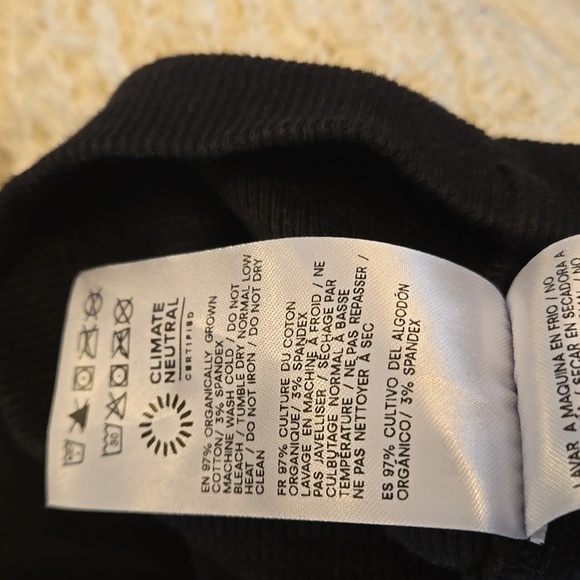 CLIMATE
NEUTRAL
CERTIFIED
EN 97% ORGANICALLY GROWN
COTTON/ 3% SPANDEX
MACHINE WASH COLD / DO NOT
BLEACH / TUMBLE DRY NORMAL LOW
HEAT / DO NOT IRON / DO NOT DRY
CLEAN
FR 97% CULTURE DU COTON
ORGANIQUE/ 3% SPANDEX
LAVAGE EN MACHINE À FROID / NE
PAS JAVELLISER / SÉCHAGE PAR
CULBUTAGE NORMAL À BASSE
TEMPÉRATURE / NE PAS REPASSER /
NE PAS NETTOYER À SEC
ES 97% CULTIVO DEL ALGODÓN
ORGÁNICO/ 3% SPANDEX
LAVAR A MAQUINA EN FRIO / NO
SECAR EN SECADORA A
/ NO